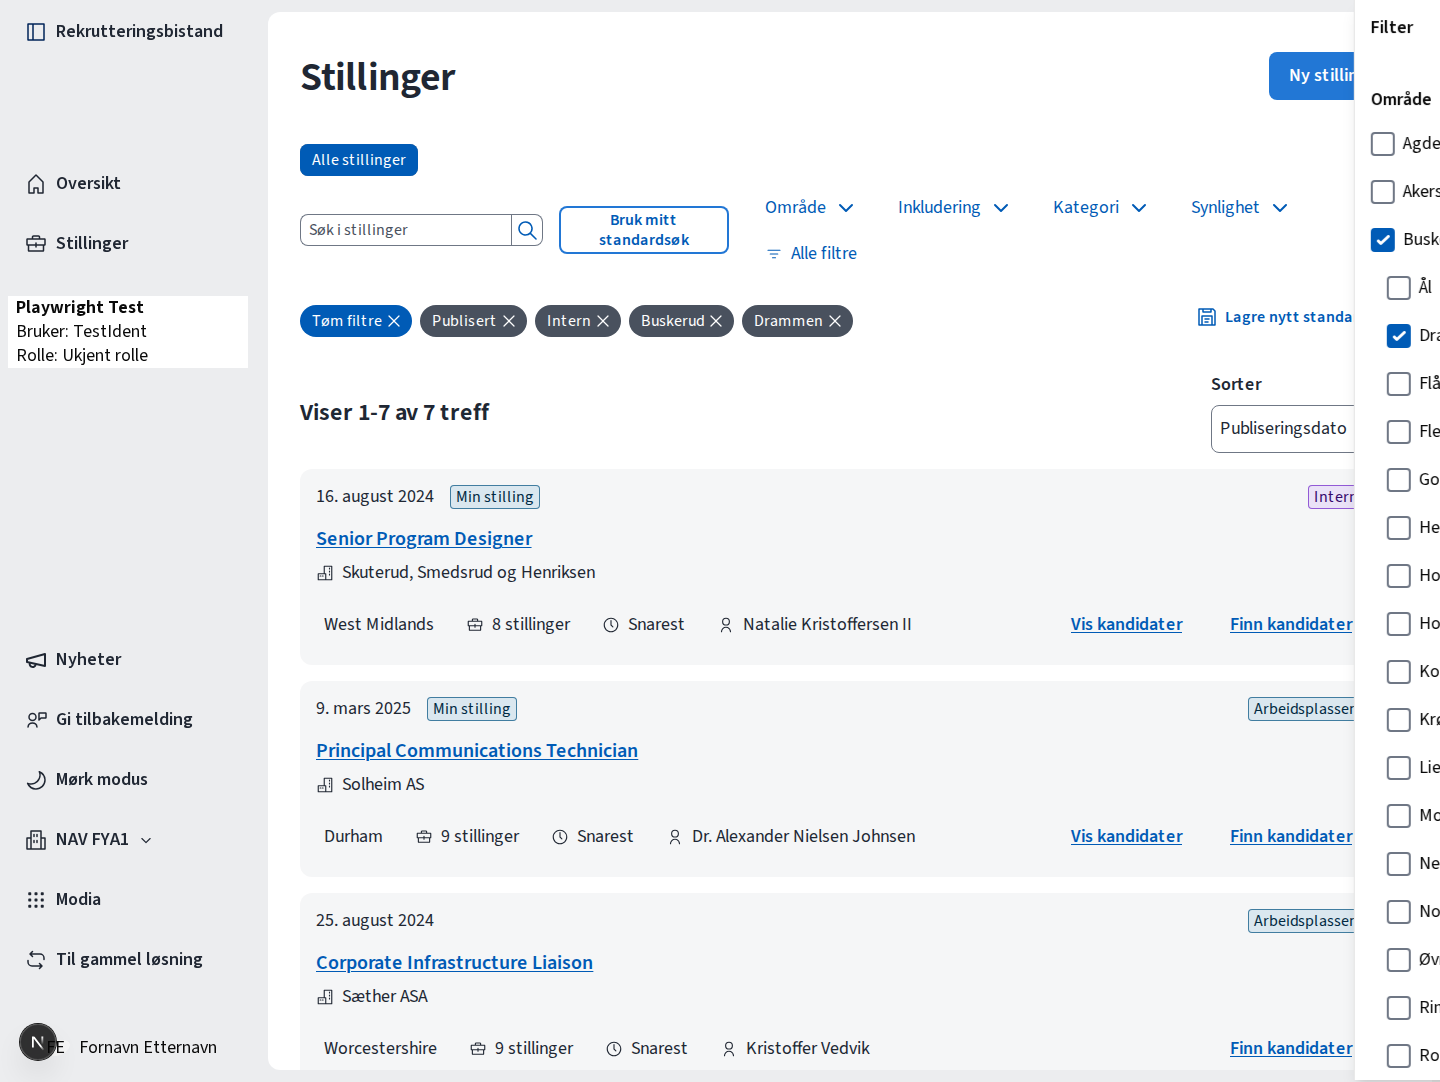 Rekrutteringsbistand
Oversikt
Stillinger
Playwright Test
Bruker: TestIdent
Rolle: Ukjent rolle
Nyheter
Gi tilbakemelding
Mørk modus
NAV FYA1
Modia
Til gammel løsning
FE Fornavn Etternavn
Stillinger
Alle stillinger
Søk i stillinger
Bruk mitt
standardsøk
Område Inkludering Kategori Synlighet
Alle filtre
Tøm filtre Publisert Intern Buskerud Drammen
Lagre nytt standa
Viser 1-7 av 7 treff
Sorter
Publiseringsdato
16. august 2024 Min stilling Intern
Senior Program Designer
Skuterud, Smedsrud og Henriksen
West Midlands 8 stillinger Snarest Natalie Kristoffersen II Vis kandidater Finn kandidater
9. mars 2025 Min stilling Arbeidsplassen
Principal Communications Technician
Solheim AS
Durham 9 stillinger Snarest Dr. Alexander Nielsen Johnsen Vis kandidater Finn kandidater
25. august 2024 Arbeidsplassen
Corporate Infrastructure Liaison
Sæther ASA
Worcestershire 9 stillinger Snarest Kristoffer Vedvik Finn kandidater
Ny stillin
Filter
Område
Agde
Akers
Busk
Ål
Dra
Flå
Fle
Go
He
Ho
Ho
Ko
Krø
Lie
Mo
Ne
No
Øv
Rin
Ro